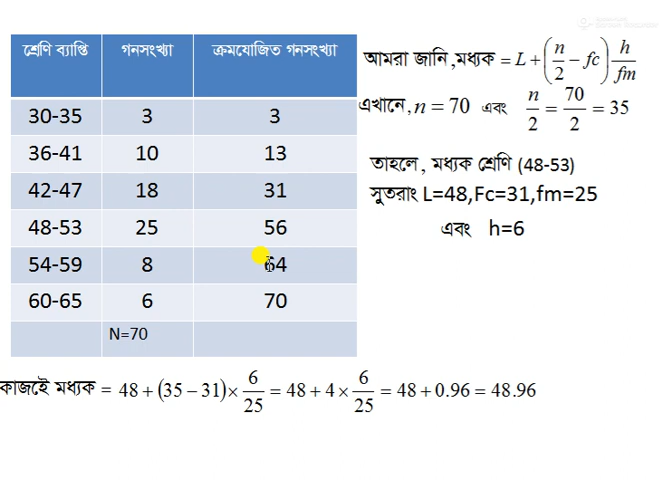 শ্রেণি ব্যাপ্তি গনসংখ্যা ক্রমযোজিত গনসংখ্যা
30-35 3 3
36-41 10 13
42-47 18 31
48-53 25 56
54-59 8 64
60-65 6 70
N=70
আমরা জানি ,মধ্যক = L + (n/2 − fc) h/fm
এখানে, n = 70 এবং n/2 = 70/2 = 35
তাহলে , মধ্যক শ্রেণি (48-53)
সুতরাং L=48,Fc=31,fm=25
এবং h=6
কাজেই মধ্যক = 48 + (35 − 31) × 6/25 = 48 + 4 × 6/25 = 48 + 0.96 = 48.96